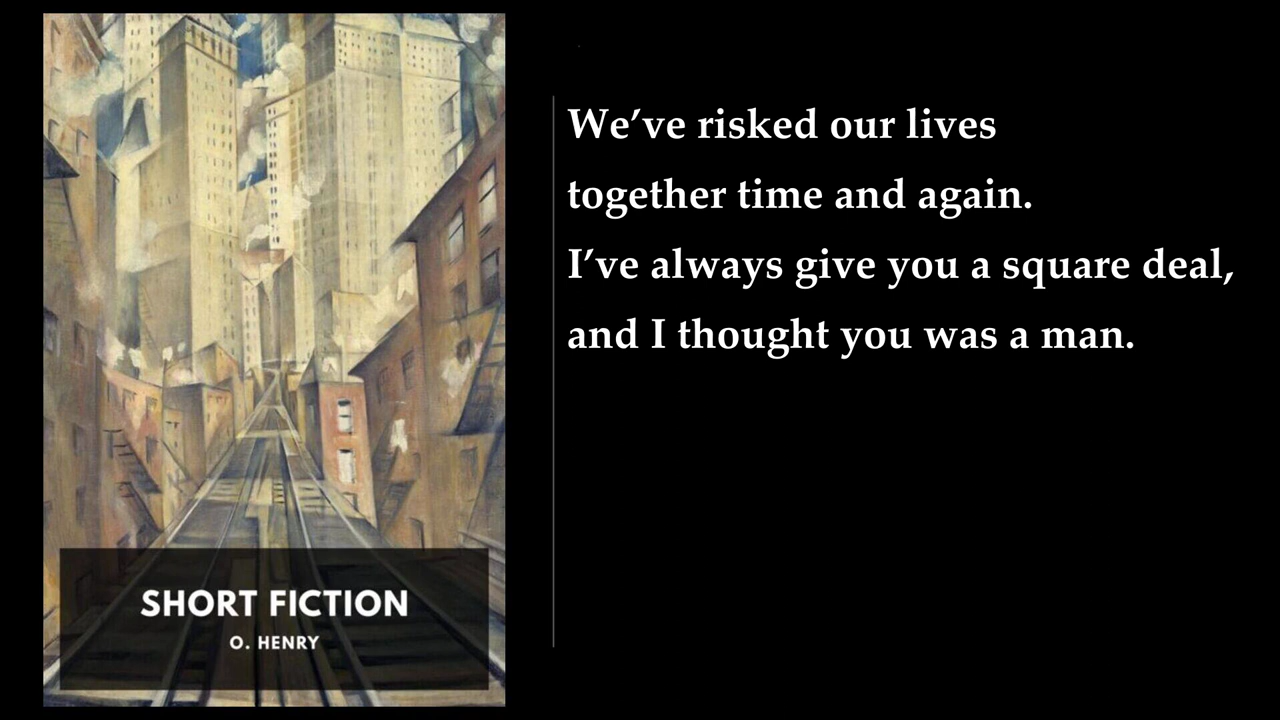 We’ve risked our lives
together time and again.
I’ve always give you a square deal,
and I thought you was a man.
SHORT FICTION
O. HENRY